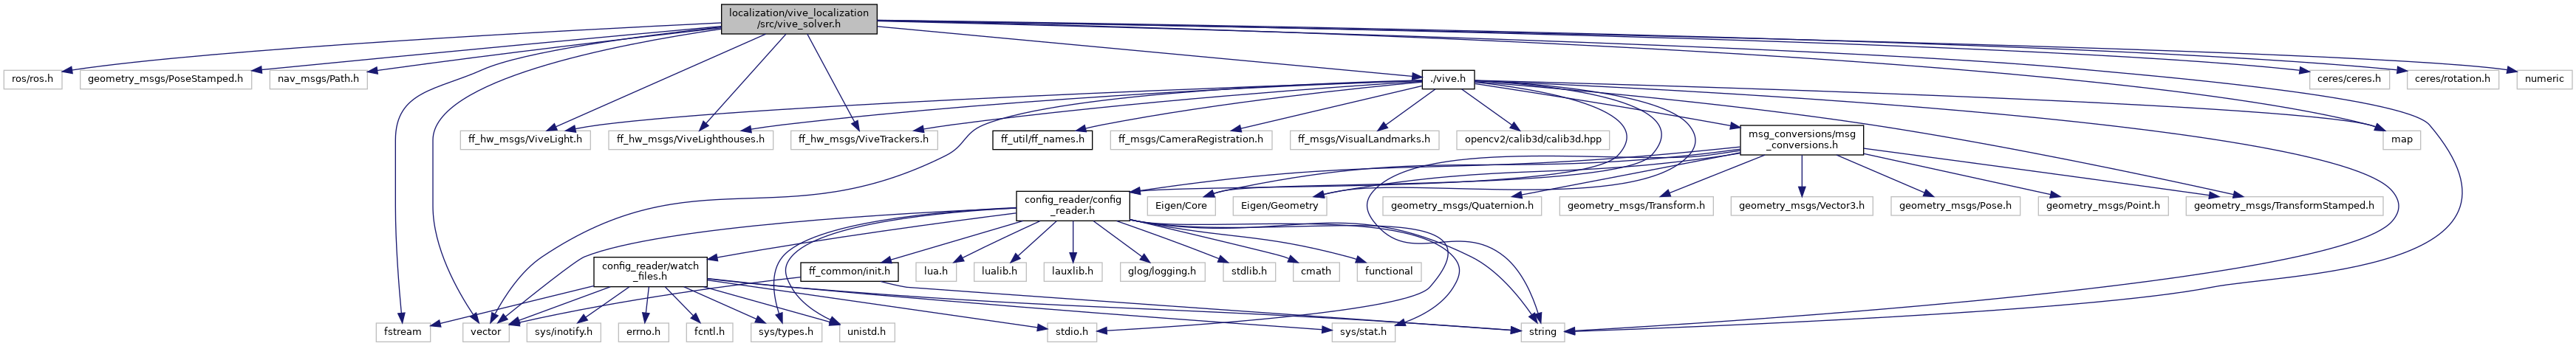 localization/vive_localization
/src/vive_solver.h
ros/ros.h
geometry_msgs/PoseStamped.h
nav_msgs/Path.h
./vive.h
ceres/ceres.h
ceres/rotation.h
numeric
ff_hw_msgs/ViveLight.h
ff_hw_msgs/ViveLighthouses.h
ff_hw_msgs/ViveTrackers.h
ff_util/ff_names.h
ff_msgs/CameraRegistration.h
ff_msgs/VisualLandmarks.h
opencv2/calib3d/calib3d.hpp
msg_conversions/msg
_conversions.h
map
config_reader/config
_reader.h
Eigen/Core
Eigen/Geometry
geometry_msgs/Quaternion.h
geometry_msgs/Transform.h
geometry_msgs/Vector3.h
geometry_msgs/Pose.h
geometry_msgs/Point.h
geometry_msgs/TransformStamped.h
config_reader/watch
_files.h
ff_common/init.h
lua.h
lualib.h
lauxlib.h
glog/logging.h
stdlib.h
cmath
functional
fstream
vector
sys/inotify.h
errno.h
fcntl.h
sys/types.h
unistd.h
stdio.h
sys/stat.h
string